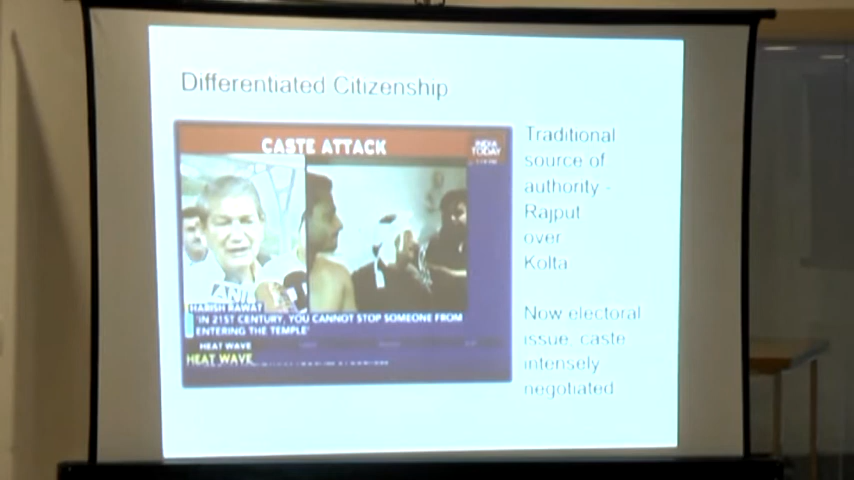 Differentiated Citizenship
CASTE ATTACK
INDIA
TODAY
Traditional
source of
authority -
Rajput
over
Kolta
Now electoral
issue, caste
intensely
negotiated
ANI
HARISH RAWAT
'IN 21ST CENTURY, YOU CANNOT STOP SOMEONE FROM
ENTERING THE TEMPLE'
HEAT WAVE
HEAT WAVE